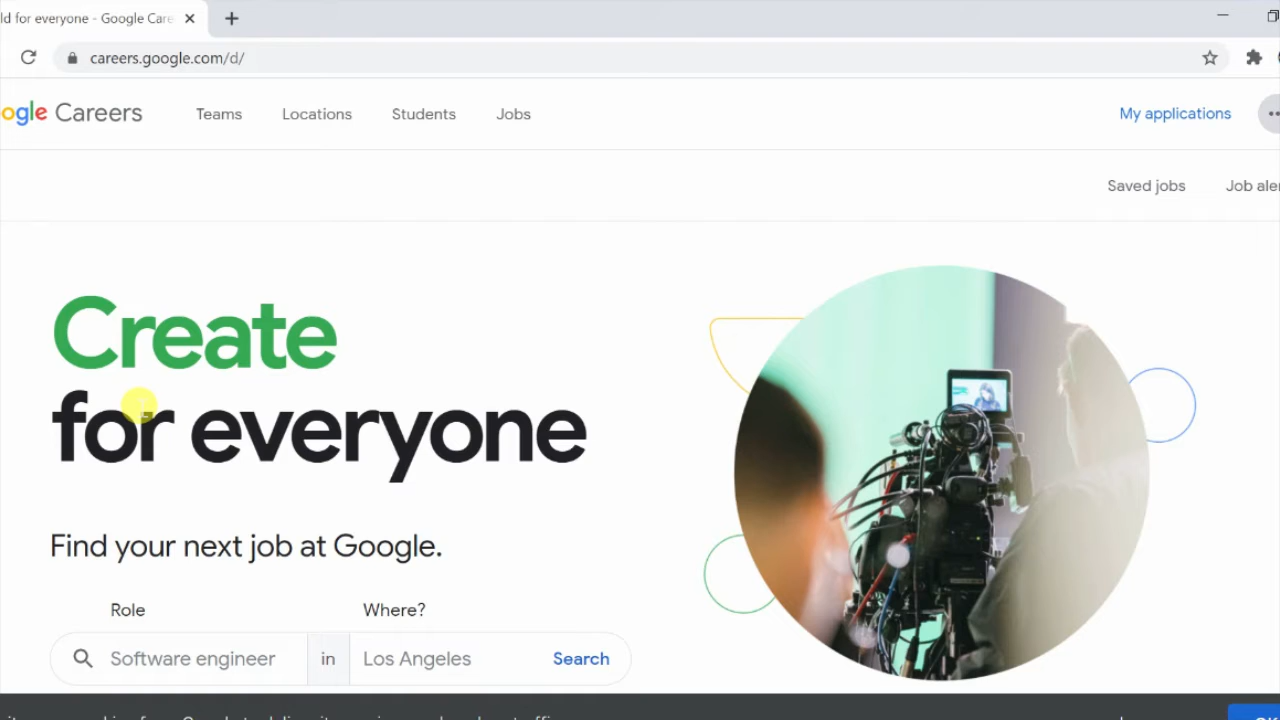 ld for everyone - Google Care
careers.google.com/d/
ogle Careers Teams Locations Students Jobs My applications
Saved jobs Job aler
Create
for everyone
Find your next job at Google.
Role Where?
Software engineer in Los Angeles Search